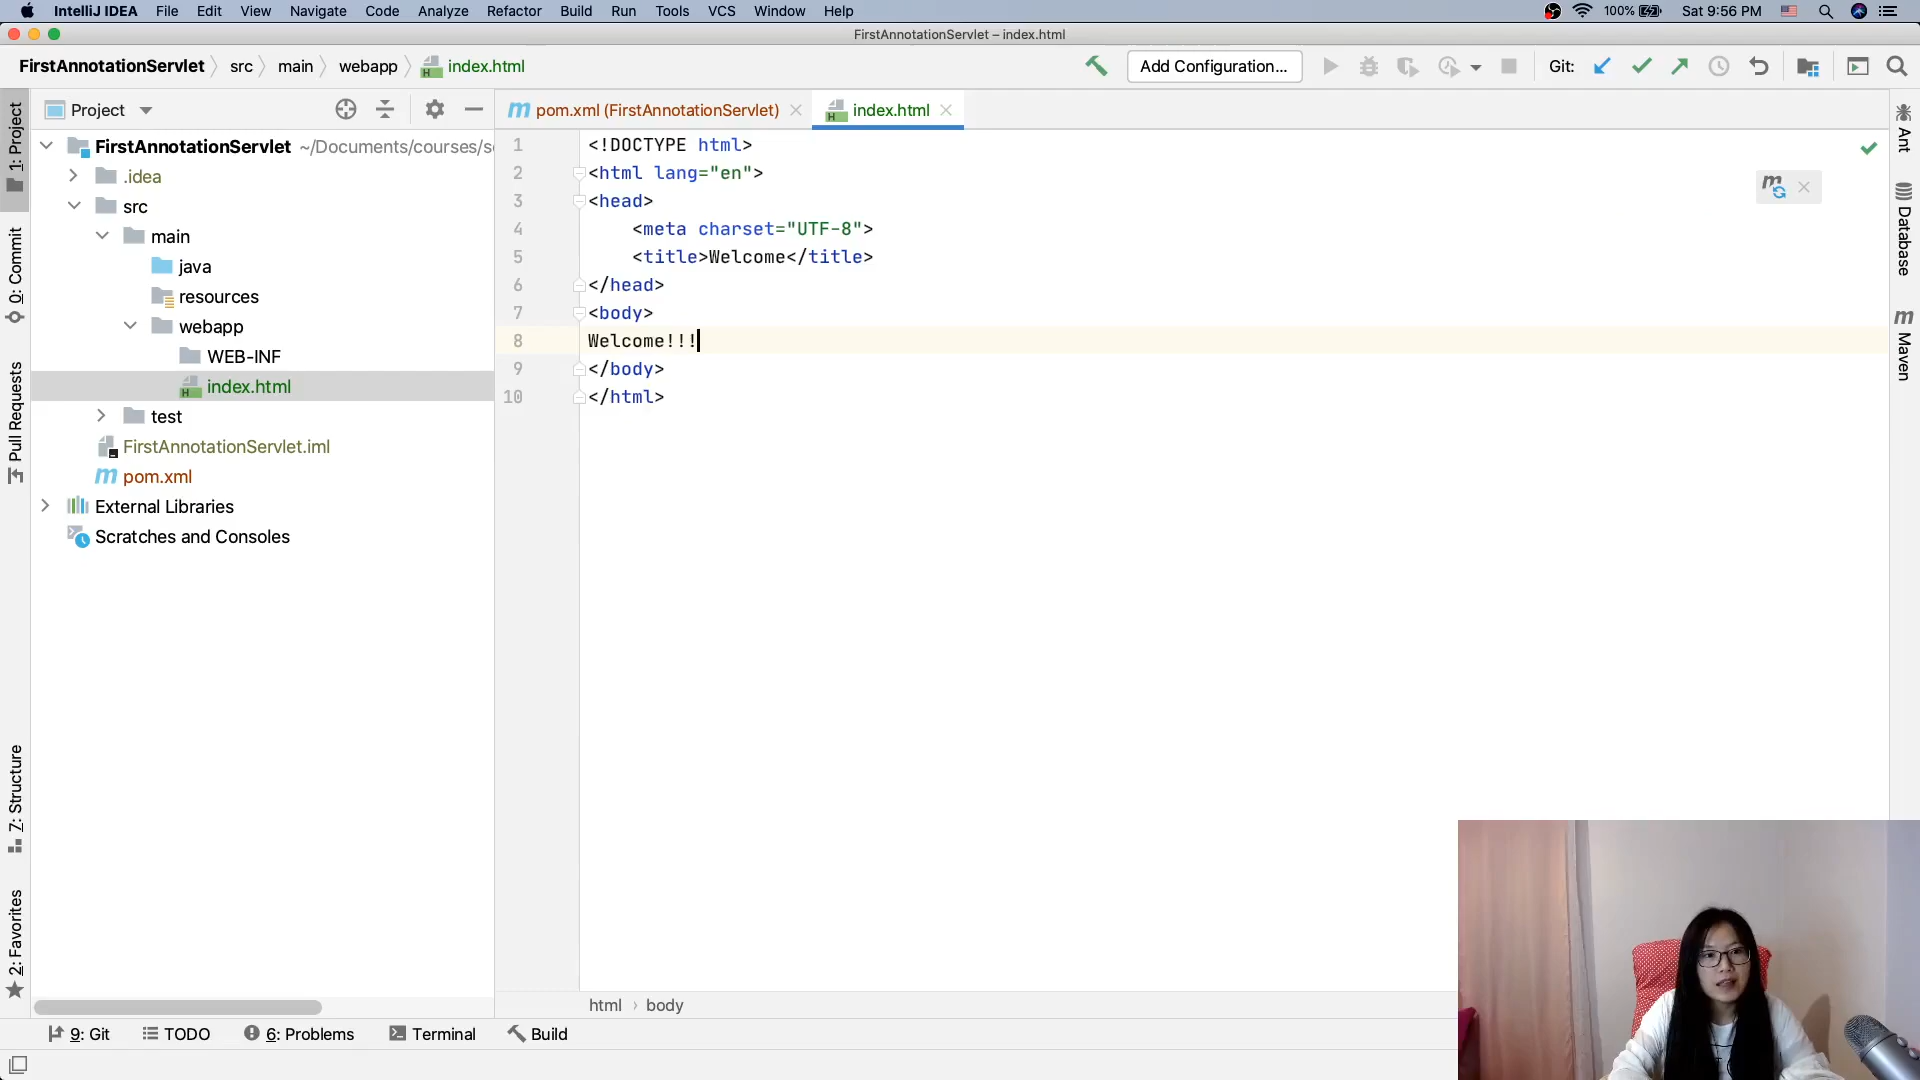 IntelliJ IDEA File Edit View Navigate Code Analyze Refactor Build Run Tools VCS Window Help 100% Sat 9:56 PM
FirstAnnotationServlet – index.html
FirstAnnotationServlet src main webapp index.html Add Configuration... Git:
Project pom.xml (FirstAnnotationServlet) index.html
FirstAnnotationServlet ~/Documents/courses/se
.idea
src
main
java
resources
webapp
WEB-INF
index.html
test
FirstAnnotationServlet.iml
pom.xml
External Libraries
Scratches and Consoles
1 <!DOCTYPE html>
2 <html lang="en">
3 <head>
4 <meta charset="UTF-8">
5 <title>Welcome</title>
6 </head>
7 <body>
8 Welcome!!!
9 </body>
10 </html>
1: Project
0: Commit
Pull Requests
7: Structure
2: Favorites
Ant
Database
Maven
html › body
9: Git TODO 6: Problems Terminal Build